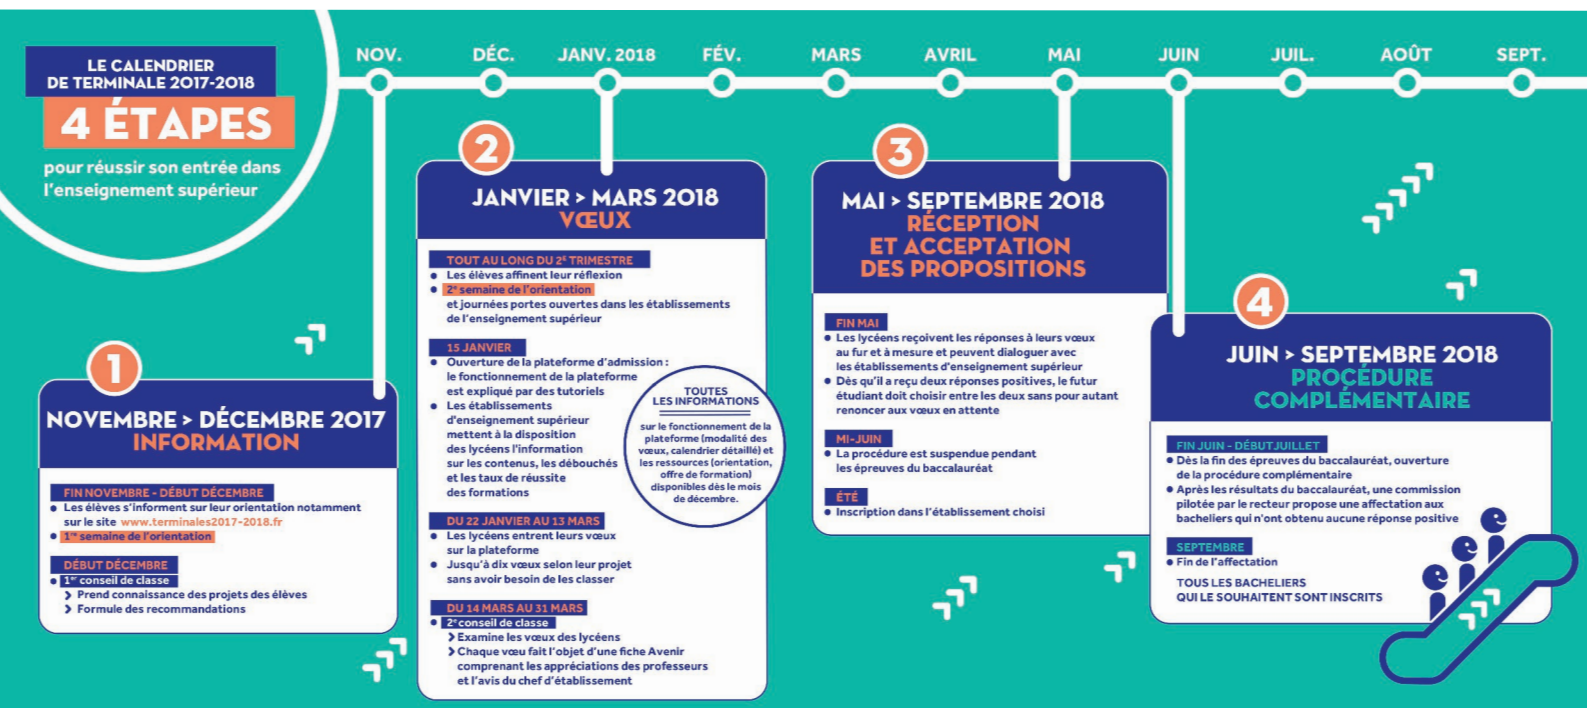 LE CALENDRIER
DE TERMINALE 2017-2018
4 ÉTAPES
pour réussir son entrée dans
l'enseignement supérieur
NOV.
DÉC.
JANV. 2018
FÉV.
MARS
AVRIL
MAI
JUIN
JUIL.
AOÛT
SEPT.
1
NOVEMBRE > DÉCEMBRE 2017
INFORMATION
FIN NOVEMBRE - DÉBUT DÉCEMBRE
• Les élèves s'informent sur leur orientation notamment
sur le site www.terminales2017-2018.fr
• 1re semaine de l'orientation
DÉBUT DÉCEMBRE
• 1er conseil de classe
> Prend connaissance des projets des élèves
> Formule des recommandations
2
JANVIER > MARS 2018
VŒUX
TOUT AU LONG DU 2E TRIMESTRE
• Les élèves affinent leur réflexion
• 2e semaine de l'orientation
et journées portes ouvertes dans les établissements
de l'enseignement supérieur
15 JANVIER
• Ouverture de la plateforme d'admission :
le fonctionnement de la plateforme
est expliqué par des tutoriels
• Les établissements
d'enseignement supérieur
mettent à la disposition
des lycéens l'information
sur les contenus, les débouchés
et les taux de réussite
des formations
TOUTES
LES INFORMATIONS
sur le fonctionnement de la
plateforme (modalité des
vœux, calendrier détaillé) et
les ressources (orientation,
offre de formation)
disponibles dès le mois
de décembre.
DU 22 JANVIER AU 13 MARS
• Les lycéens entrent leurs vœux
sur la plateforme
• Jusqu'à dix vœux selon leur projet
sans avoir besoin de les classer
DU 14 MARS AU 31 MARS
• 2e conseil de classe
> Examine les vœux des lycéens
> Chaque vœu fait l'objet d'une fiche Avenir
comprenant les appréciations des professeurs
et l'avis du chef d'établissement
3
MAI > SEPTEMBRE 2018
RÉCEPTION
ET ACCEPTATION
DES PROPOSITIONS
FIN MAI
• Les lycéens reçoivent les réponses à leurs vœux
au fur et à mesure et peuvent dialoguer avec
les établissements d'enseignement supérieur
• Dès qu'il a reçu deux réponses positives, le futur
étudiant doit choisir entre les deux sans pour autant
renoncer aux vœux en attente
MI-JUIN
• La procédure est suspendue pendant
les épreuves du baccalauréat
ÉTÉ
• Inscription dans l'établissement choisi
4
JUIN > SEPTEMBRE 2018
PROCÉDURE
COMPLÉMENTAIRE
FIN JUIN - DÉBUT JUILLET
• Dès la fin des épreuves du baccalauréat, ouverture
de la procédure complémentaire
• Après les résultats du baccalauréat, une commission
pilotée par le recteur propose une affectation aux
bacheliers qui n'ont obtenu aucune réponse positive
SEPTEMBRE
• Fin de l'affectation
TOUS LES BACHELIERS
QUI LE SOUHAITENT SONT INSCRITS